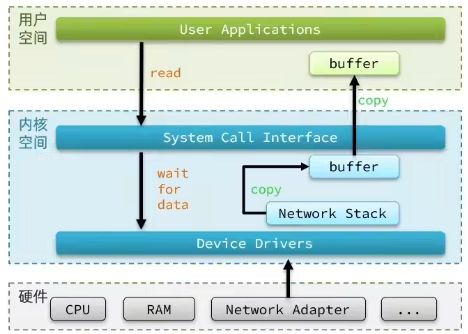 用户
空间
User Applications
buffer
read
copy
内核
空间
System Call Interface
wait
for
data
buffer
copy
Network Stack
Device Drivers
硬件
CPU
RAM
Network Adapter
...